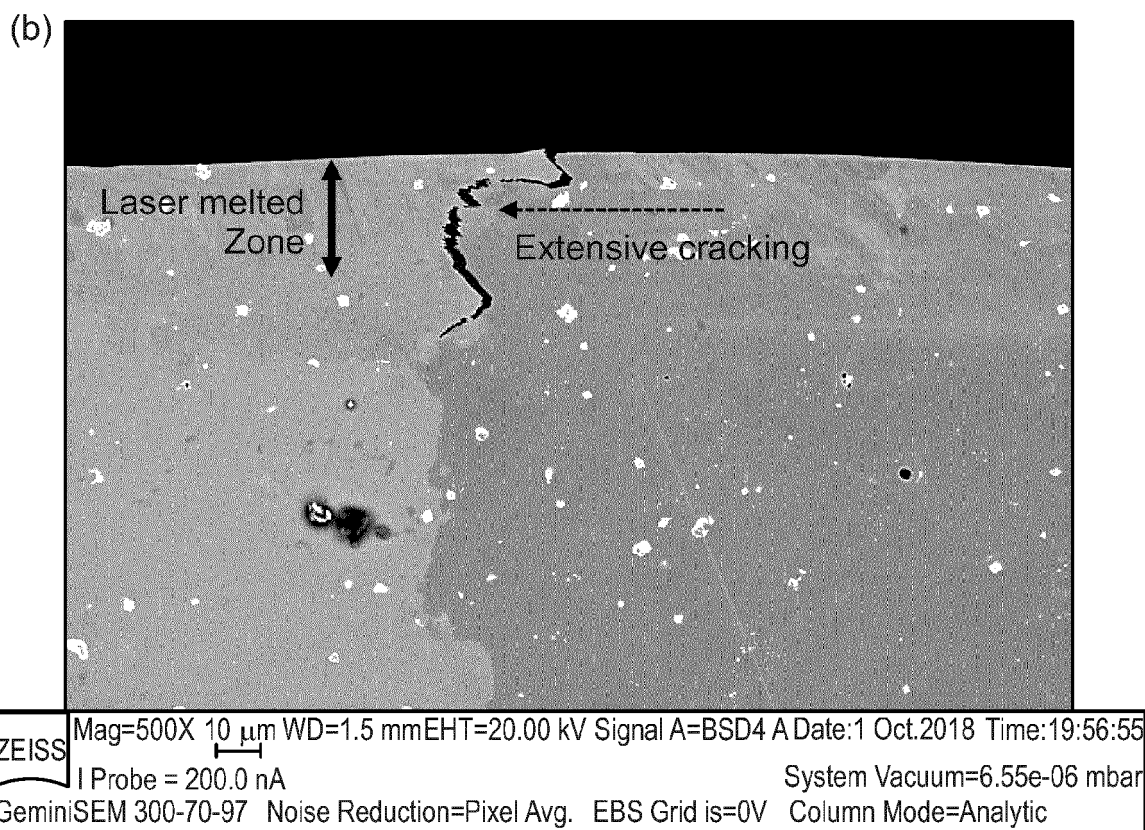 (b)
Laser melted
Zone
Extensive cracking
ZEISS
Mag=500X 10 μm WD=1.5 mmEHT=20.00 kV Signal A=BSD4 A Date:1 Oct.2018 Time:19:56:55
I Probe = 200.0 nA
System Vacuum=6.55e-06 mbar
GeminiSEM 300-70-97 Noise Reduction=Pixel Avg. EBS Grid is=0V Column Mode=Analytic